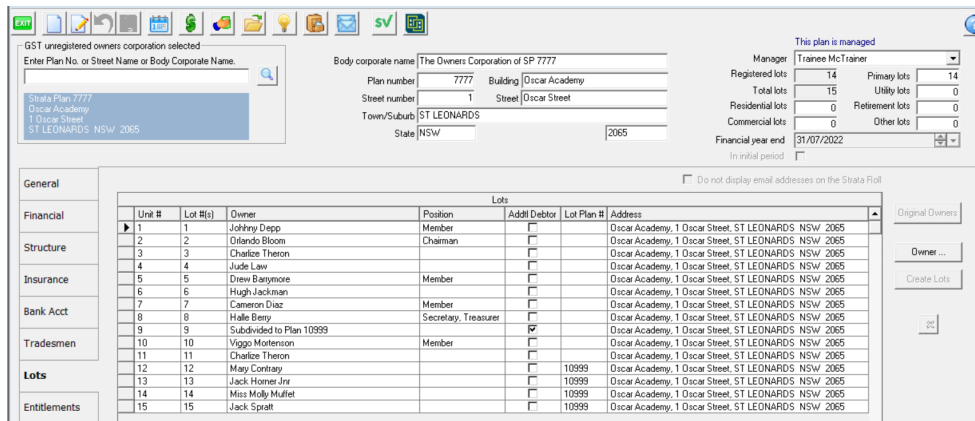 EXIT
GST unregistered owners corporation selected
Enter Plan No. or Street Name or Body Corporate Name.
Strata Plan 7777
Oscar Academy
1 Oscar Street
ST LEONARDS NSW 2065
Body corporate name The Owners Corporation of SP 7777
Plan number 7777 Building Oscar Academy
Street number 1 Street Oscar Street
Town/Suburb ST LEONARDS
State NSW 2065
This plan is managed
Manager Trainee McTrainer
Registered lots 14 Primary lots 14
Total lots 15 Utility lots 0
Residential lots 0 Retirement lots 0
Commercial lots 0 Other lots 0
Financial year end 31/07/2022
In initial period
General
Financial
Structure
Insurance
Bank Acct
Tradesmen
Lots
Entitlements
Do not display email addresses on the Strata Roll
Lots
Unit # Lot #(s) Owner Position Addtl Debtor Lot Plan # Address
1 1 Johhny Depp Member Oscar Academy, 1 Oscar Street, ST LEONARDS NSW 2065
2 2 Orlando Bloom Chairman Oscar Academy, 1 Oscar Street, ST LEONARDS NSW 2065
3 3 Charlize Theron Oscar Academy, 1 Oscar Street, ST LEONARDS NSW 2065
4 4 Jude Law Oscar Academy, 1 Oscar Street, ST LEONARDS NSW 2065
5 5 Drew Barrymore Member Oscar Academy, 1 Oscar Street, ST LEONARDS NSW 2065
6 6 Hugh Jackman Oscar Academy, 1 Oscar Street, ST LEONARDS NSW 2065
7 7 Cameron Diaz Member Oscar Academy, 1 Oscar Street, ST LEONARDS NSW 2065
8 8 Halle Berry Secretary, Treasurer Oscar Academy, 1 Oscar Street, ST LEONARDS NSW 2065
9 9 Subdivided to Plan 10999 Oscar Academy, 1 Oscar Street, ST LEONARDS NSW 2065
10 10 Viggo Mortenson Member Oscar Academy, 1 Oscar Street, ST LEONARDS NSW 2065
11 11 Charlize Theron Oscar Academy, 1 Oscar Street, ST LEONARDS NSW 2065
12 12 Mary Contrary 10999 Oscar Academy, 1 Oscar Street, ST LEONARDS NSW 2065
13 13 Jack Horner Jnr 10999 Oscar Academy, 1 Oscar Street, ST LEONARDS NSW 2065
14 14 Miss Molly Muffet 10999 Oscar Academy, 1 Oscar Street, ST LEONARDS NSW 2065
15 15 Jack Spratt 10999 Oscar Academy, 1 Oscar Street, ST LEONARDS NSW 2065
Original Owners
Owner ...
Create Lots